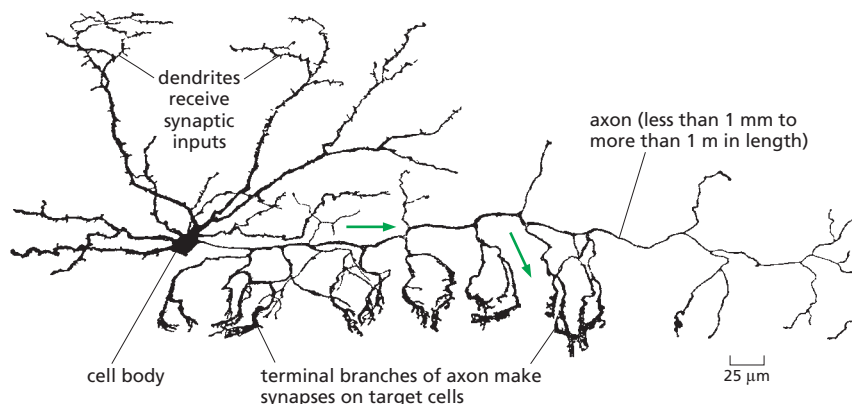 dendrites
receive
synaptic
inputs
axon (less than 1 mm to
more than 1 m in length)
cell body
terminal branches of axon make
synapses on target cells
25 μm